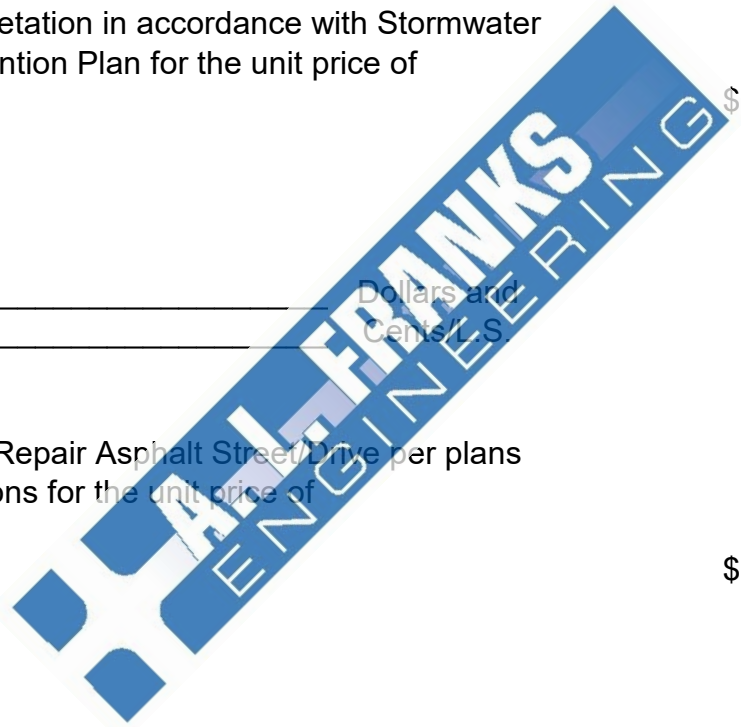 etation in accordance with Stormwater
ntion Plan for the unit price of
$
Dollars and
Cents/L.S.
Repair Asphalt Street/Drive per plans
ons for the unit price of
$
A.L. FRANKS
ENGINEERING